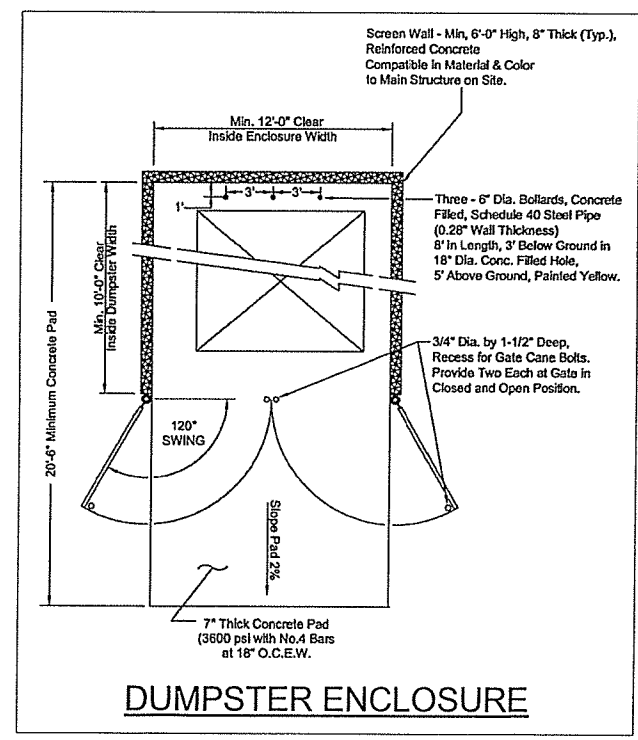 Screen Wall - Min, 6'-0" High, 8" Thick (Typ.),
Reinforced Concrete
Compatible in Material & Color
to Main Structure on Site.
Min. 12'-0" Clear
Inside Enclosure Width
3'
3'
1'
Three - 6" Dia. Bollards, Concrete
Filled, Schedule 40 Steel Pipe
(0.28" Wall Thickness)
8' In Length, 3' Below Ground in
18" Dia. Conc. Filled Hole,
5' Above Ground, Painted Yellow.
Min. 10'-0" Clear
Inside Dumpster Width
20'-6" Minimum Concrete Pad
3/4" Dia. by 1-1/2" Deep,
Recess for Gate Cane Bolts.
Provide Two Each at Gate in
Closed and Open Position.
120°
SWING
Slope Pad 2%
7" Thick Concrete Pad
(3600 psi with No.4 Bars
at 18" O.C.E.W.
DUMPSTER ENCLOSURE